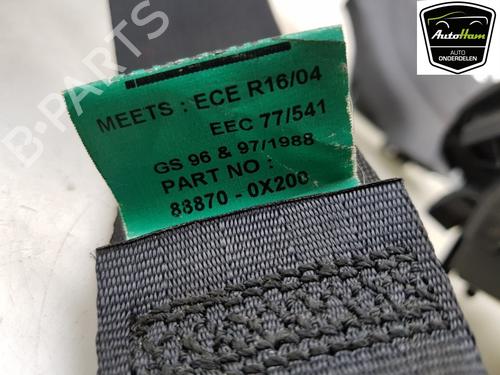 AutoHam
AUTO
ONDERDELEN
MEETS : ECE R16/04
EEC 77/541
GS 96 & 97/1988
PART NO :
88870 - 0X200
B-PARTS